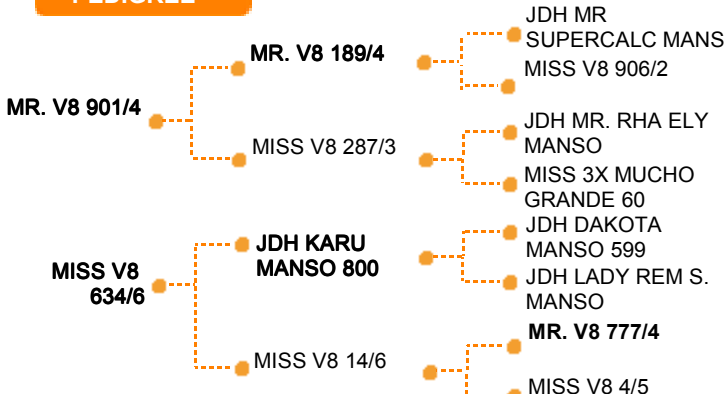 PEDIGREE
JDH MR
SUPERCALC MANS
MR. V8 189/4
MISS V8 906/2
MR. V8 901/4
JDH MR. RHA ELY
MANSO
MISS V8 287/3
MISS 3X MUCHO
GRANDE 60
JDH DAKOTA
MANSO 599
JDH KARU
MANSO 800
MISS V8
634/6
JDH LADY REM S.
MANSO
MR. V8 777/4
MISS V8 14/6
MISS V8 4/5